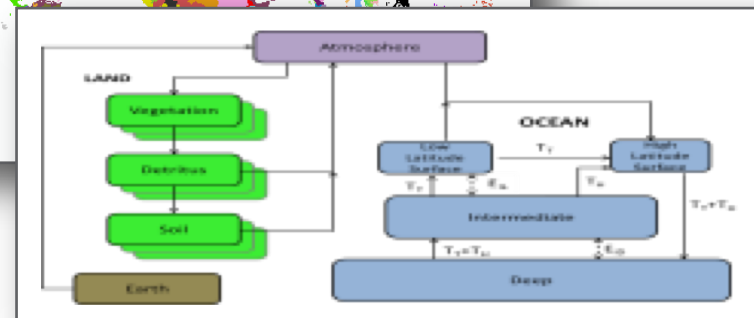 Atmosphere
LAND
Vegetation
OCEAN
Low
Latitude
Surface
High
Latitude
Surface
Detritus
Intermediate
Soil
Deep
Earth